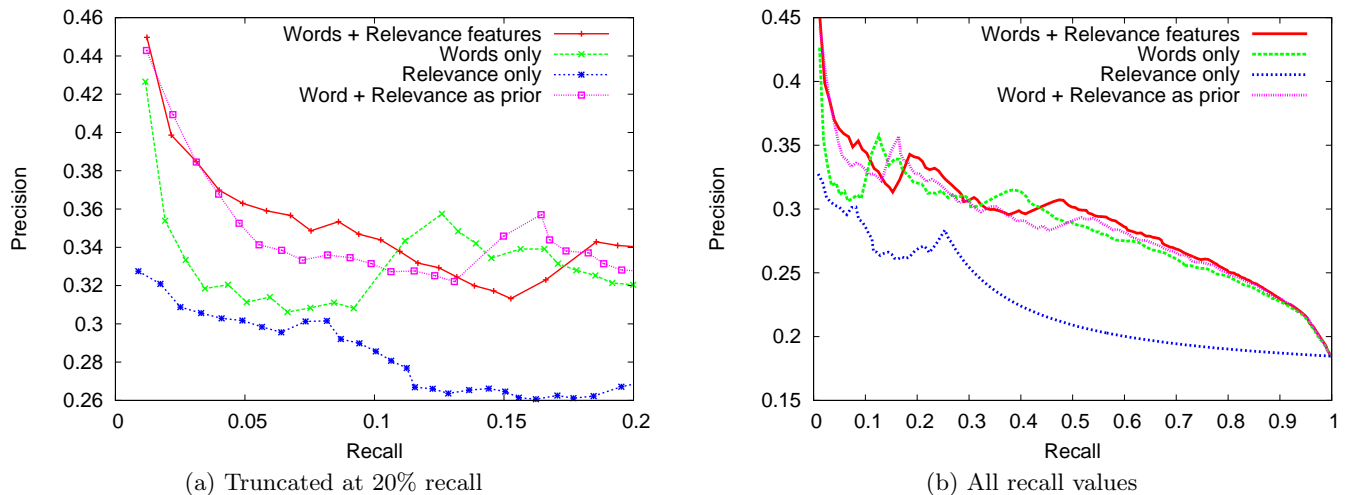 0.46
0.44
0.42
0.4
0.38
0.36
0.34
0.32
0.3
0.28
0.26
Precision
0
0.05
0.1
0.15
0.2
Recall
Words + Relevance features
Words only
Relevance only
Word + Relevance as prior
(a) Truncated at 20% recall
0.45
0.4
0.35
0.3
0.25
0.2
0.15
Precision
0
0.1
0.2
0.3
0.4
0.5
0.6
0.7
0.8
0.9
1
Recall
Words + Relevance features
Words only
Relevance only
Word + Relevance as prior
(b) All recall values